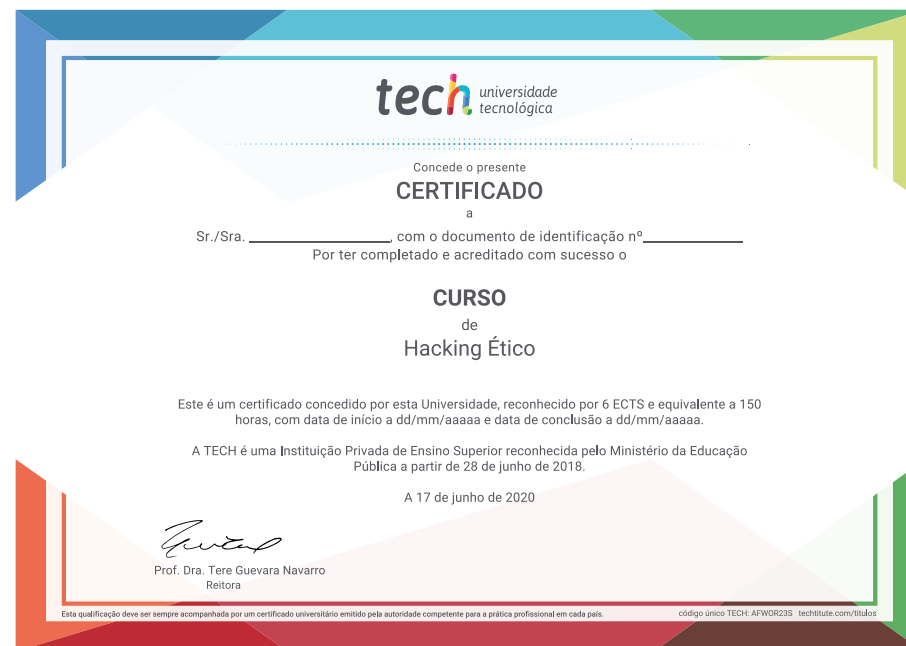 tech universidade
tecnológica
Concede o presente
CERTIFICADO
a
Sr./Sra. , com o documento de identificação nº
Por ter completado e acreditado com sucesso o
CURSO
de
Hacking Ético
Este é um certificado concedido por esta Universidade, reconhecido por 6 ECTS e equivalente a 150
horas, com data de início a dd/mm/aaaaa e data de conclusão a dd/mm/aaaaa.
A TECH é uma Instituição Privada de Ensino Superior reconhecida pelo Ministério da Educação
Pública a partir de 28 de junho de 2018.
A 17 de junho de 2020
Prof. Dra. Tere Guevara Navarro
Reitora
Esta qualificação deve ser sempre acompanhada por um certificado universitário emitido pela autoridade competente para a prática profissional em cada país. código único TECH: AFWOR23S techtitute.com/titulos